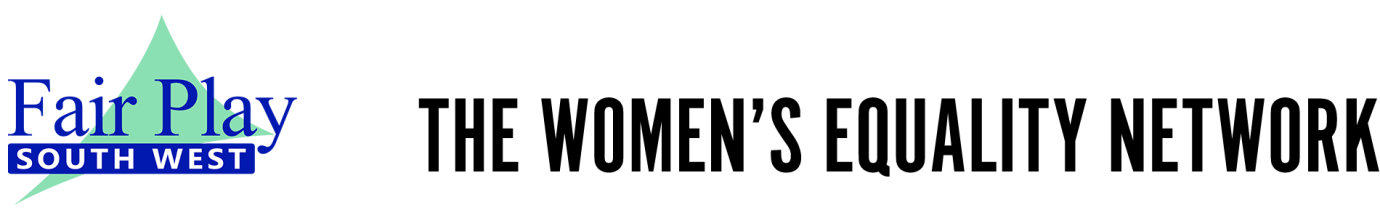 Fair Play
SOUTH WEST
THE WOMEN’S EQUALITY NETWORK